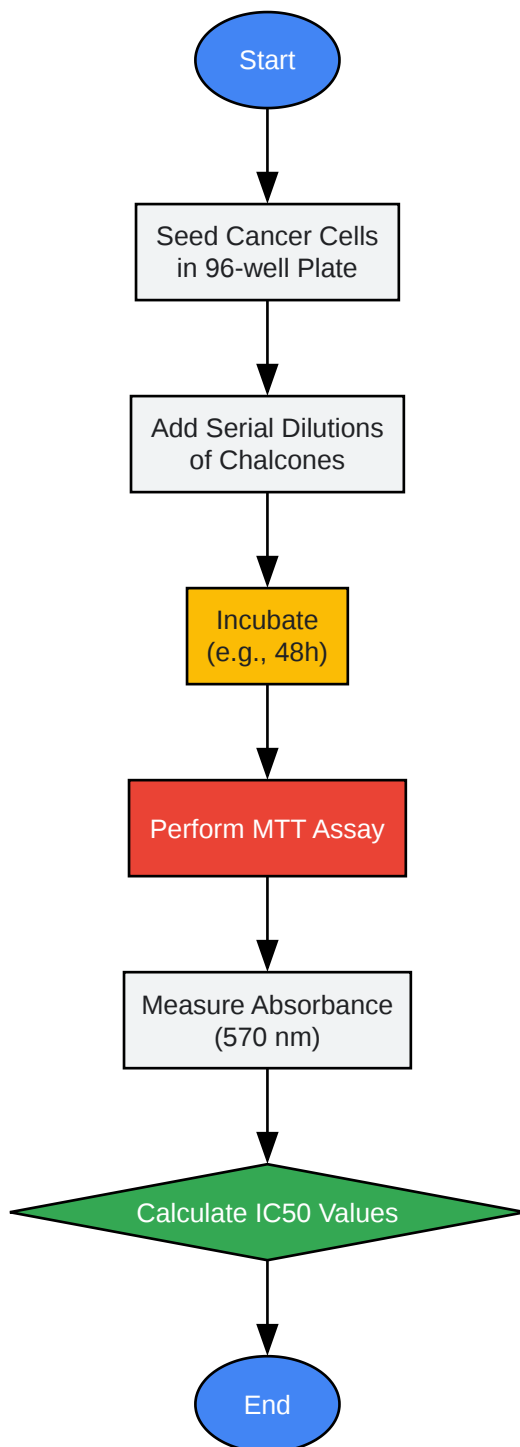 Start
Seed Cancer Cells
in 96-well Plate
Add Serial Dilutions
of Chalcones
Incubate
(e.g., 48h)
Perform MTT Assay
Measure Absorbance
(570 nm)
Calculate IC50 Values
End